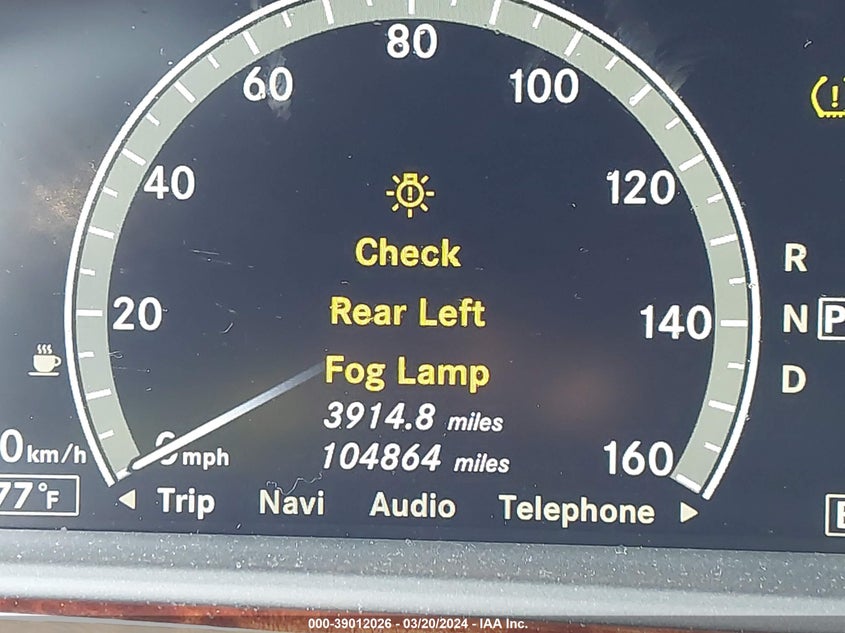 80
60
100
40
120
Check
20
Rear Left
140
R
N P
Fog Lamp
D
3914.8 miles
0 km/h
mph
104864 miles
160
77°F
Trip Navi Audio Telephone
000-39012026 - 03/20/2024 - IAA Inc.